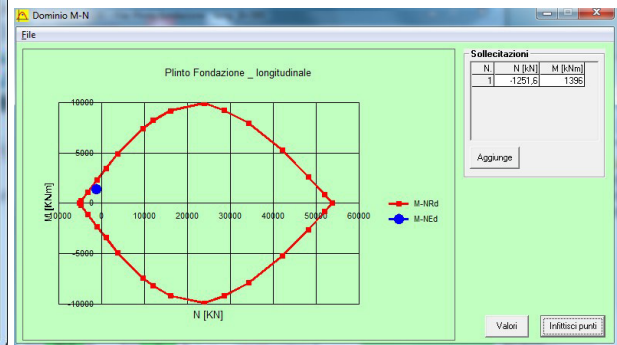 Dominio M-N
File
Plinto Fondazione _ longitudinale
10000
5000
0
-5000
-10000
-10000
0
10000
20000
30000
40000
50000
60000
M [KNm]
N [KN]
M-NRd
M-NEd
Sollecitazioni
N. N [kN] M [kNm]
1 -1251,6 1396
Aggiunge
Valori
Infittisci punti